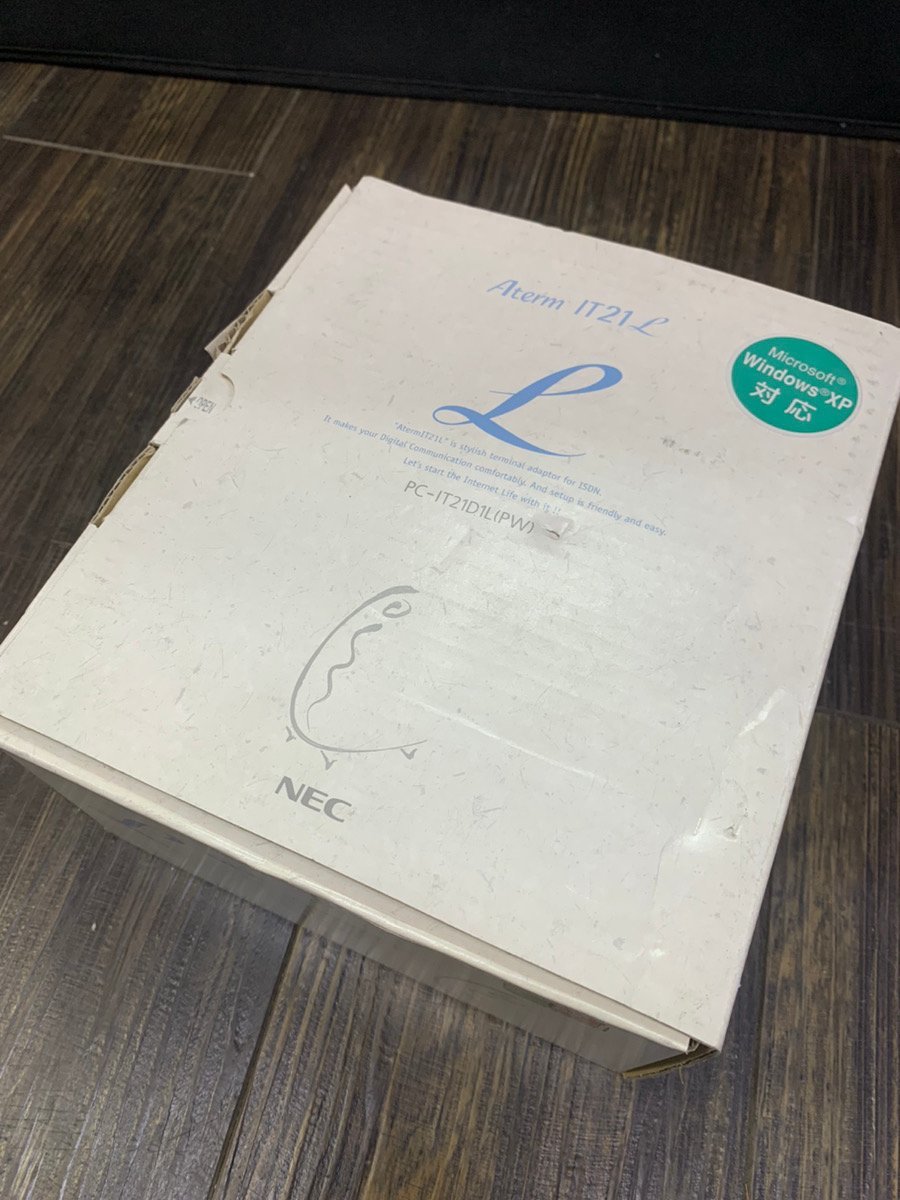 Aterm IT21L
L
Microsoft®
Windows®XP
対応
"AtermIT21L" is stylish terminal adaptor for ISDN.
It makes your Digital Communication comfortably. And setup is friendly and easy.
Let's start the Internet Life with it !!
PC-IT21D1L(PW)
◀OPEN
NEC